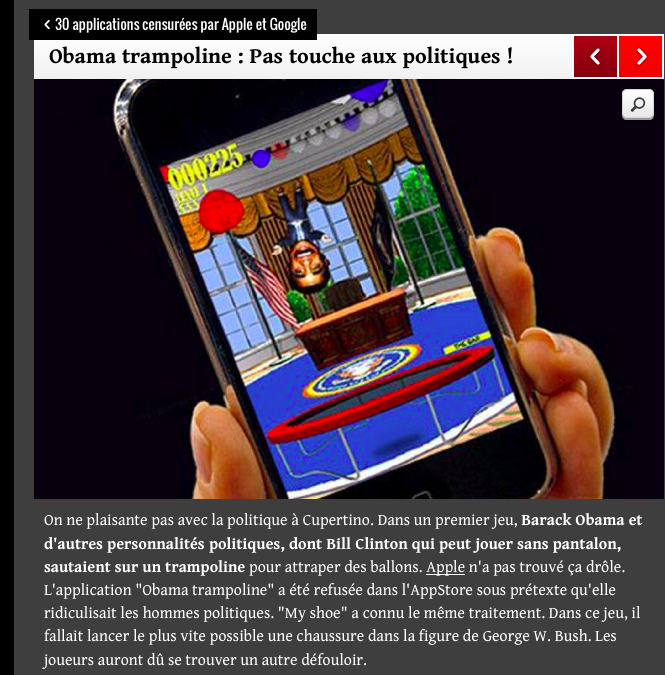 30 applications censurées par Apple et Google
Obama trampoline : Pas touche aux politiques !
000225
On ne plaisante pas avec la politique à Cupertino. Dans un premier jeu, Barack Obama et
d'autres personnalités politiques, dont Bill Clinton qui peut jouer sans pantalon,
sautaient sur un trampoline pour attraper des ballons. Apple n'a pas trouvé ça drôle.
L'application "Obama trampoline" a été refusée dans l'AppStore sous prétexte qu'elle
ridiculisait les hommes politiques. "My shoe" a connu le même traitement. Dans ce jeu, il
fallait lancer le plus vite possible une chaussure dans la figure de George W. Bush. Les
joueurs auront dû se trouver un autre défouloir.